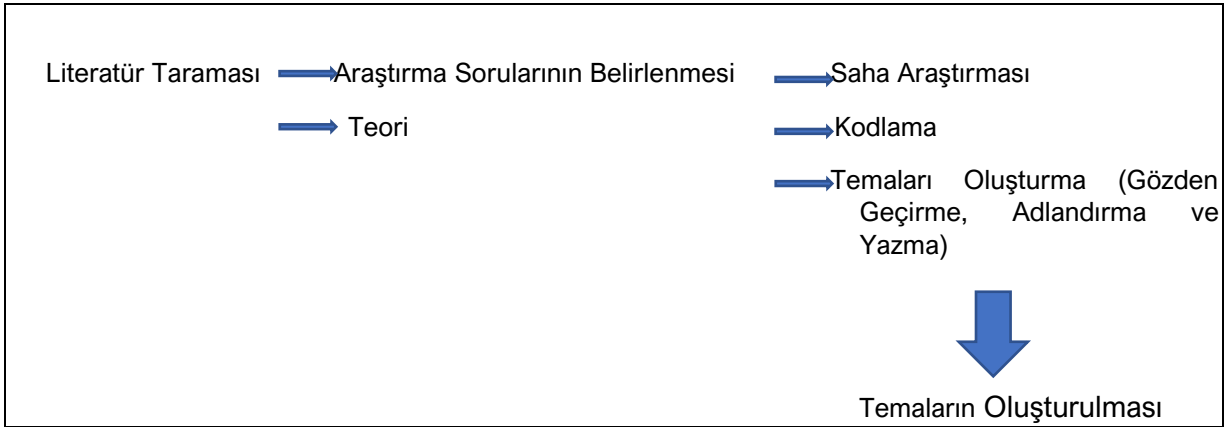 Literatür Taraması Araştırma Sorularının Belirlenmesi Saha Araştırması
Teori Kodlama
Temaları Oluşturma (Gözden
Geçirme, Adlandırma ve
Yazma)
Temaların Oluşturulması